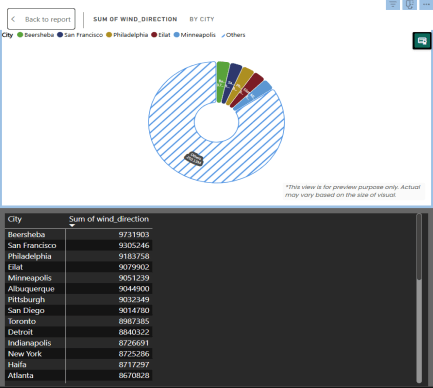 Back to report
SUM OF WIND_DIRECTION BY CITY
City Beersheba San Francisco Philadelphia Eilat Minneapolis Others
*This view is for preview purpose only. Actual
may vary based on the size of visual.
City Sum of wind_direction
Beersheba 9731903
San Francisco 9305246
Philadelphia 9183758
Eilat 9079902
Minneapolis 9051239
Albuquerque 9044900
Pittsburgh 9032349
San Diego 9014780
Toronto 8987385
Detroit 8840322
Indianapolis 8726691
New York 8725286
Haifa 8717297
Atlanta 8670828